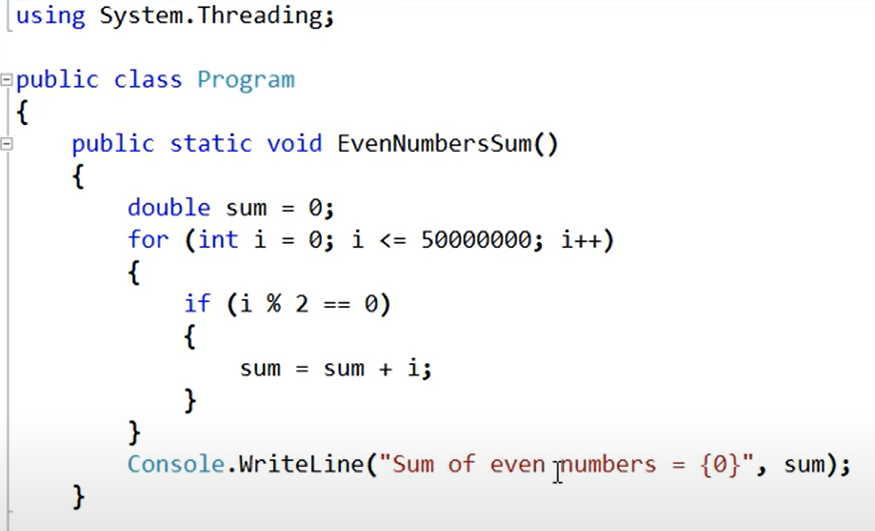 using System.Threading;
public class Program
{
public static void EvenNumbersSum()
{
double sum = 0;
for (int i = 0; i <= 50000000; i++)
{
if (i % 2 == 0)
{
sum = sum + i;
}
}
Console.WriteLine("Sum of even numbers = {0}", sum);
}